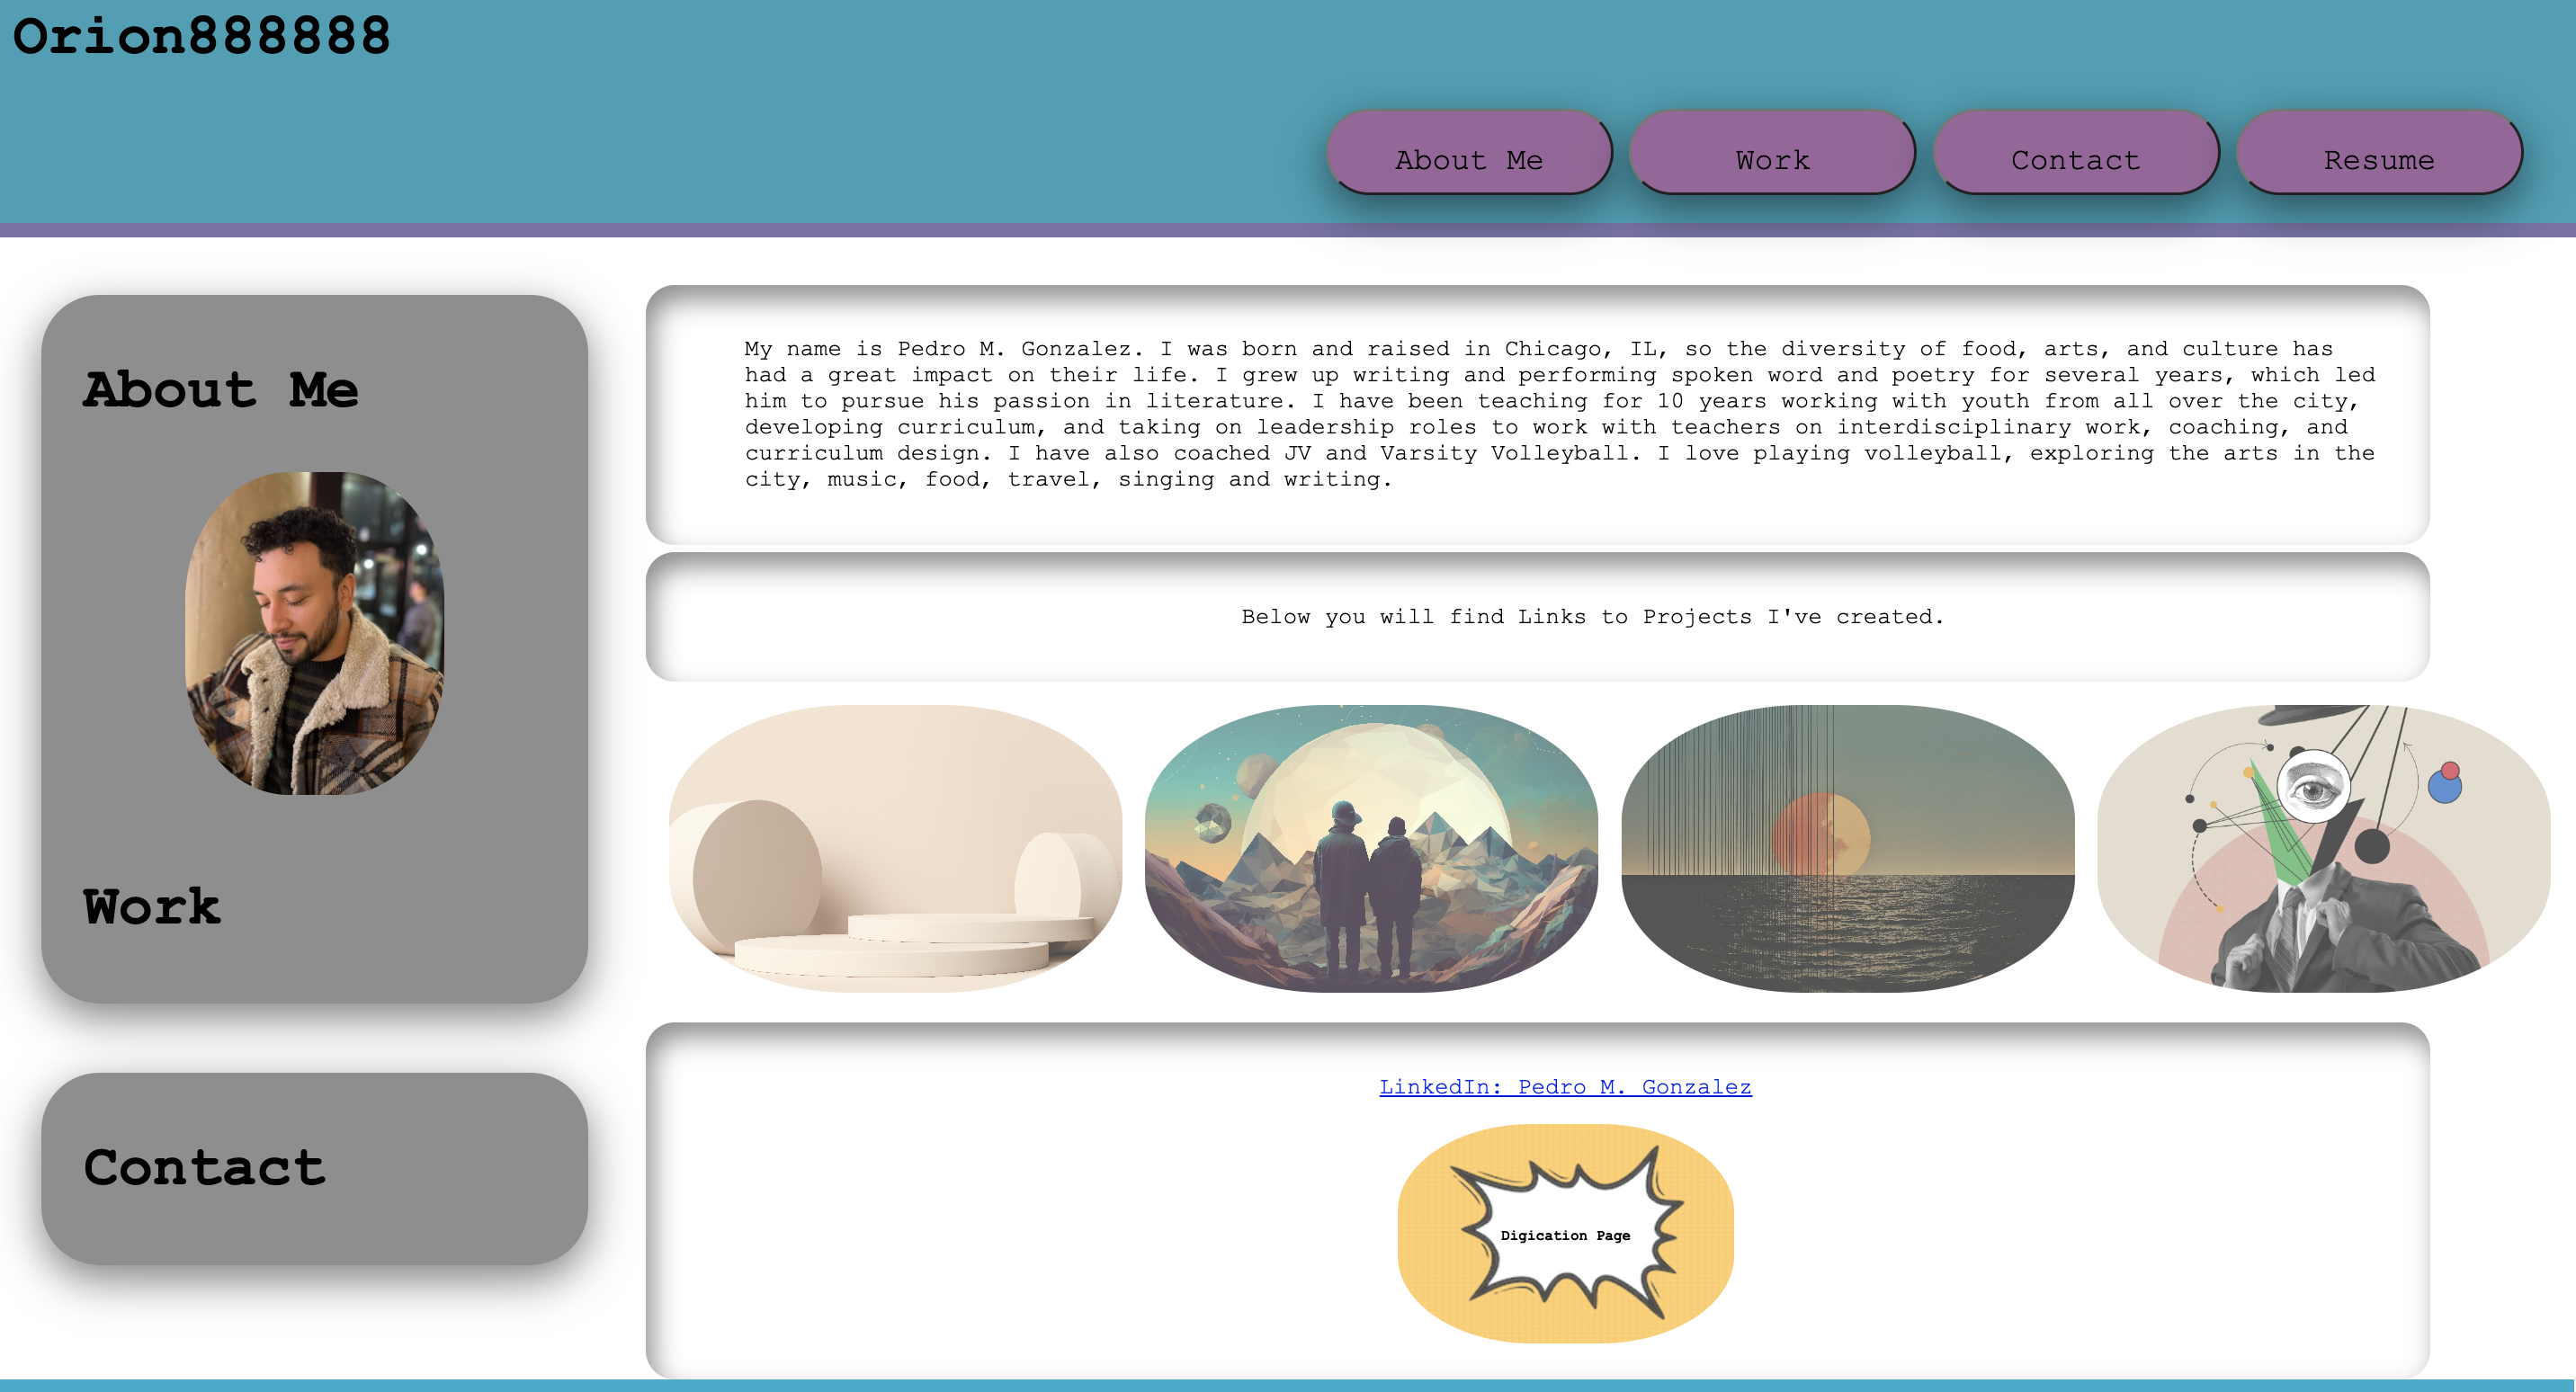 Orion888888
About Me
Work
Contact
Resume
About Me
My name is Pedro M. Gonzalez. I was born and raised in Chicago, IL, so the diversity of food, arts, and culture has
had a great impact on their life. I grew up writing and performing spoken word and poetry for several years, which led
him to pursue his passion in literature. I have been teaching for 10 years working with youth from all over the city,
developing curriculum, and taking on leadership roles to work with teachers on interdisciplinary work, coaching, and
curriculum design. I have also coached JV and Varsity Volleyball. I love playing volleyball, exploring the arts in the
city, music, food, travel, singing and writing.
Work
Below you will find Links to Projects I've created.
Contact
LinkedIn: Pedro M. Gonzalez
Digication Page